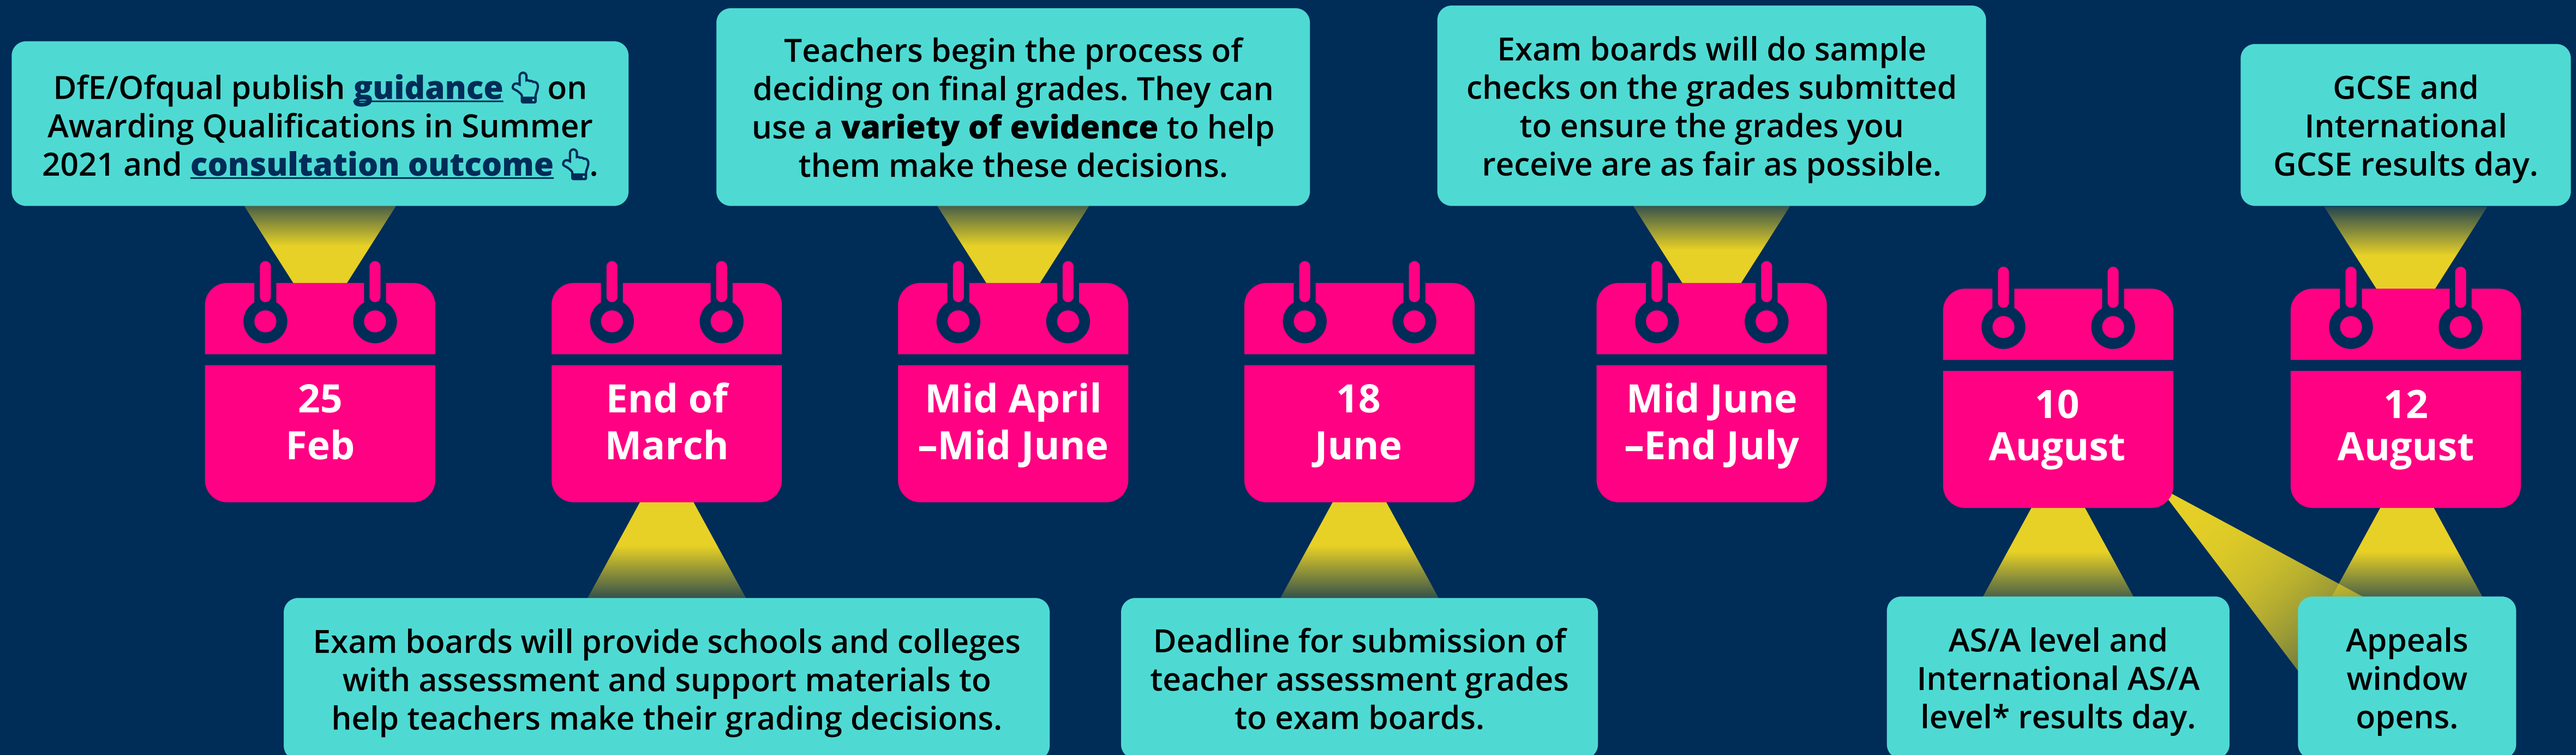 DfE/Ofqual publish guidance on
Awarding Qualifications in Summer
2021 and consultation outcome.
Teachers begin the process of
deciding on final grades. They can
use a variety of evidence to help
them make these decisions.
Exam boards will do sample
checks on the grades submitted
to ensure the grades you
receive are as fair as possible.
GCSE and
International
GCSE results day.
25
Feb
End of
March
Mid April
–Mid June
18
June
Mid June
–End July
10
August
12
August
Exam boards will provide schools and colleges
with assessment and support materials to
help teachers make their grading decisions.
Deadline for submission of
teacher assessment grades
to exam boards.
AS/A level and
International AS/A
level* results day.
Appeals
window
opens.